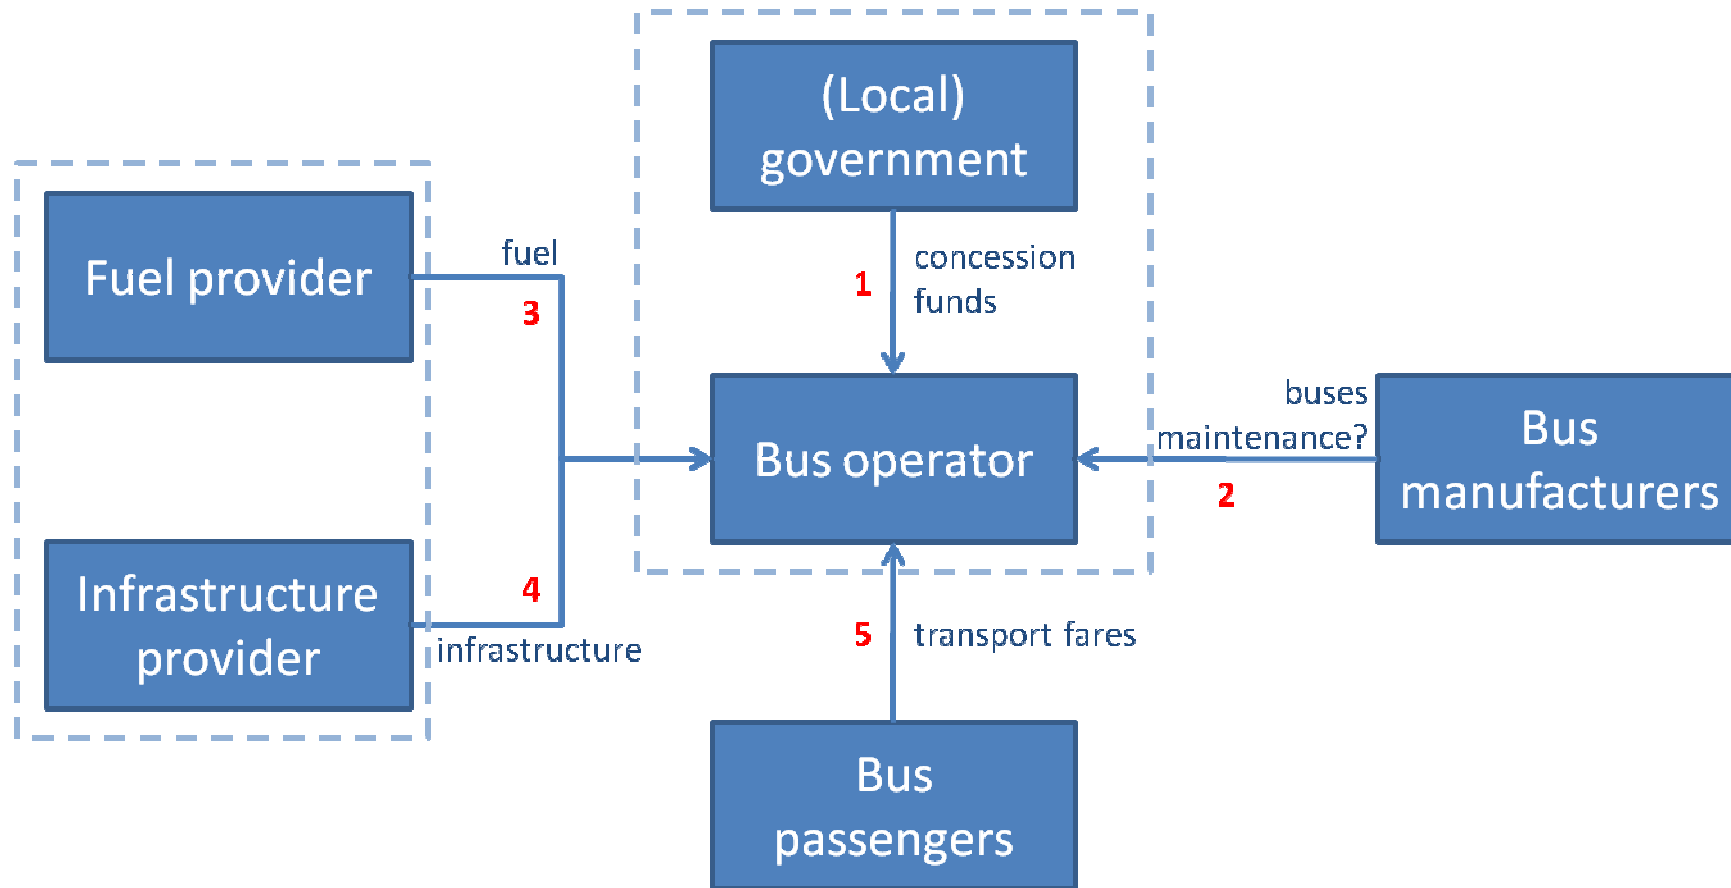 (Local)
government
Fuel provider
fuel
3
1
concession
funds
buses
maintenance?
2
Bus
manufacturers
Bus operator
Infrastructure
provider
4
infrastructure
5
transport fares
Bus
passengers